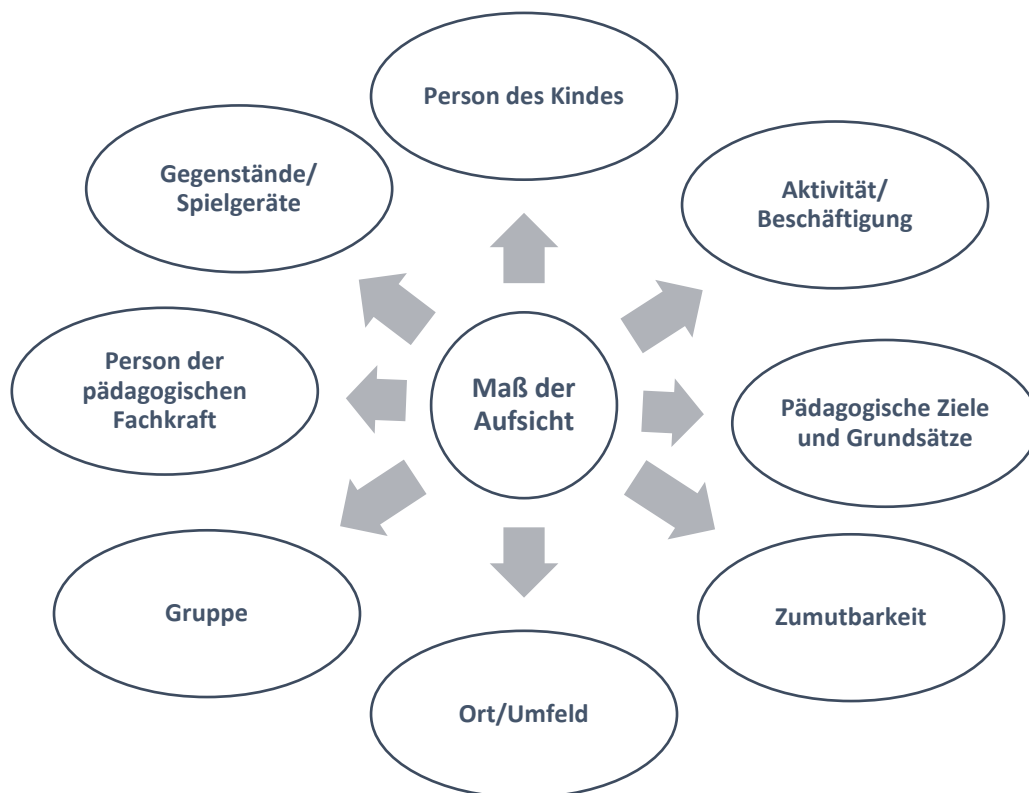 Person des Kindes
Gegenstände/
Spielgeräte
Aktivität/
Beschäftigung
Person der
pädagogischen
Fachkraft
Maß der
Aufsicht
Pädagogische Ziele
und Grundsätze
Gruppe
Zumutbarkeit
Ort/Umfeld